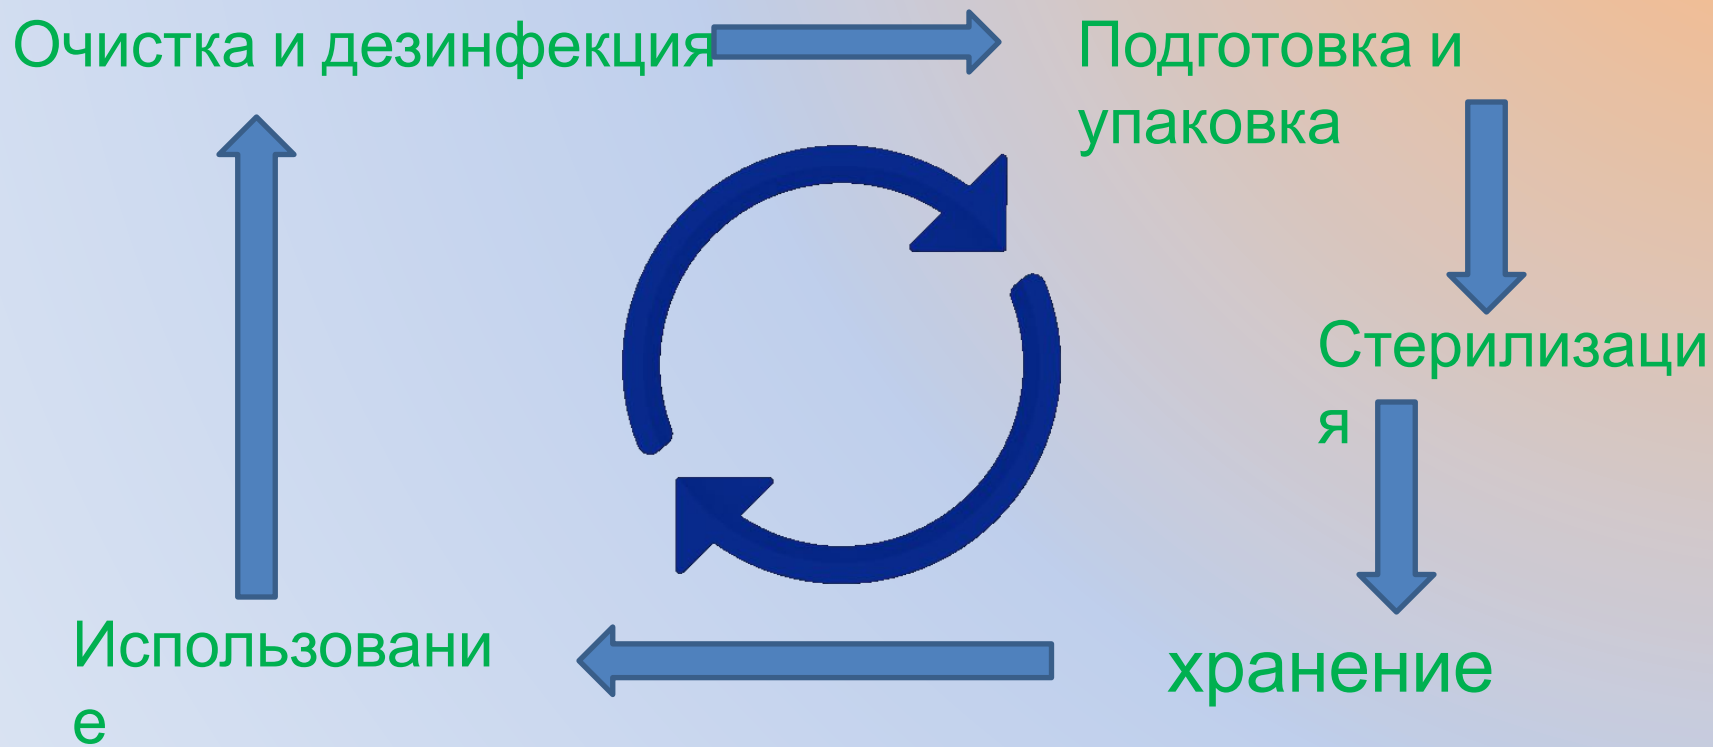 Очистка и дезинфекция
Подготовка и
упаковка
Стерилизаци
я
Использовани
е
хранение